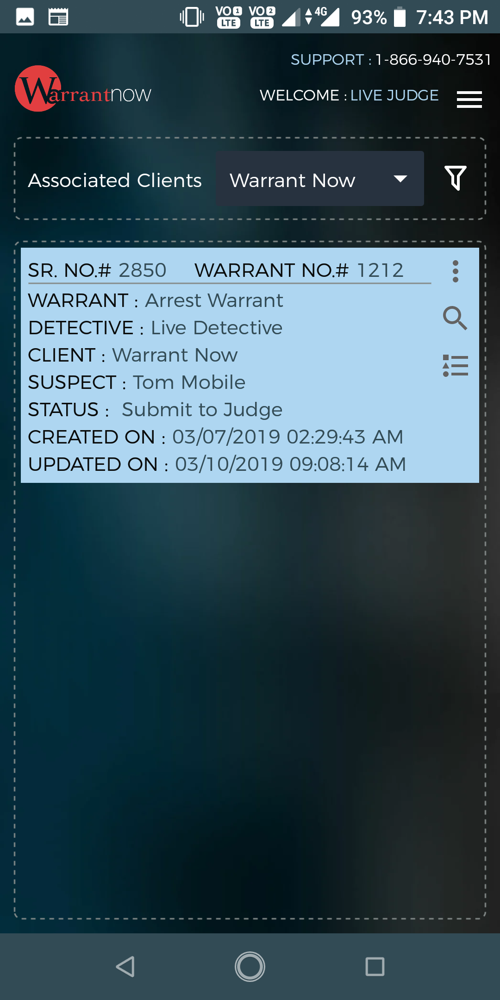 VO 1 LTE VO 2 LTE 4G 93% 7:43 PM
SUPPORT : 1-866-940-7531
Warrantnow
WELCOME : LIVE JUDGE
Associated Clients Warrant Now
SR. NO.# 2850 WARRANT NO.# 1212
WARRANT : Arrest Warrant
DETECTIVE : Live Detective
CLIENT : Warrant Now
SUSPECT : Tom Mobile
STATUS : Submit to Judge
CREATED ON : 03/07/2019 02:29:43 AM
UPDATED ON : 03/10/2019 09:08:14 AM